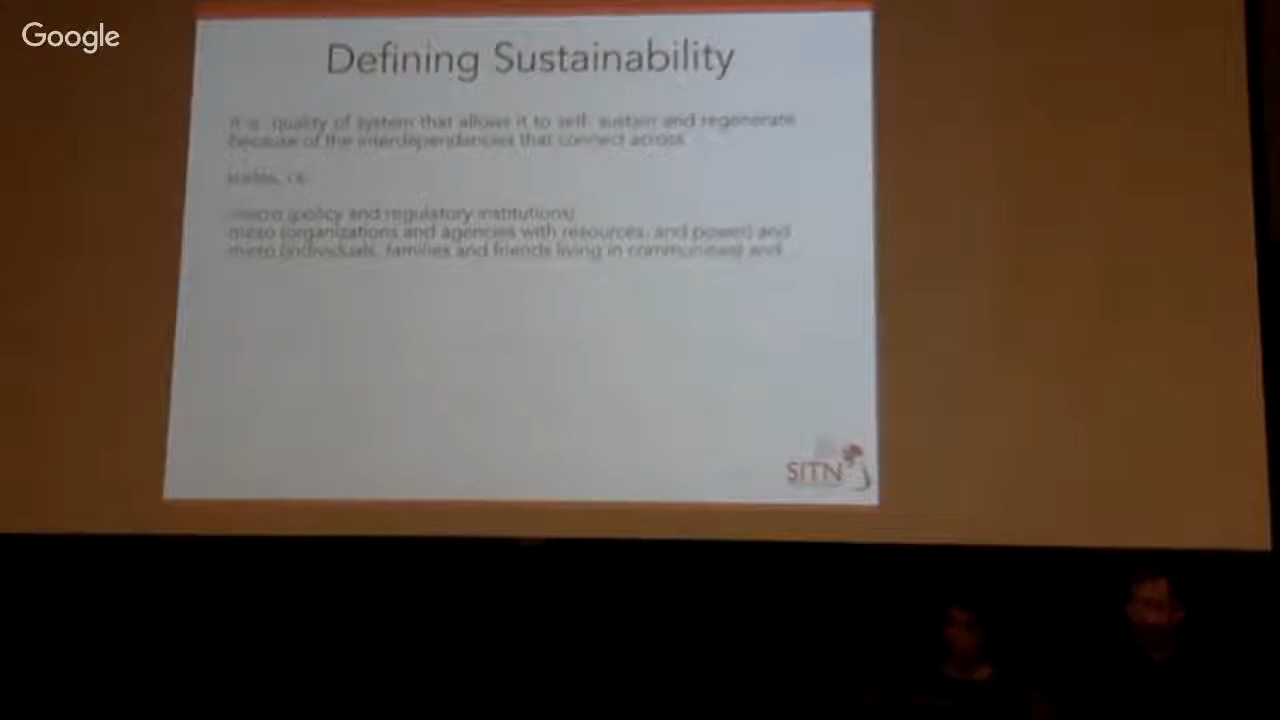 Google
Defining Sustainability
It is quality of system that allows it to self sustain and regenerate
because of the interdependancies that connect across
macro (policy and regulatory institutions)
meso (organizations and agencies with resources, and power) and
micro (individuals, families and friends living in communities) and
SITN